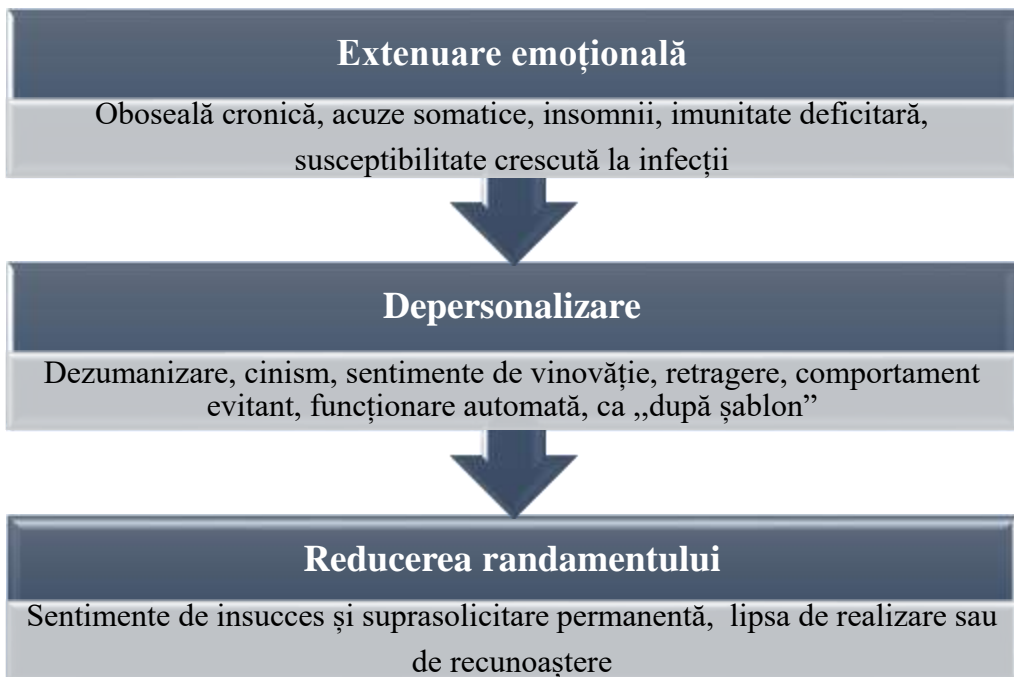 Extenuare emoțională
Oboseală cronică, acuze somatice, insomnii, imunitate deficitară,
susceptibilitate crescută la infecții
Depersonalizare
Dezumanizare, cinism, sentimente de vinovăție, retragere, comportament
evitant, funcționare automată, ca ,,după șablon”
Reducerea randamentului
Sentimente de insucces și suprasolicitare permanentă, lipsa de realizare sau
de recunoaștere